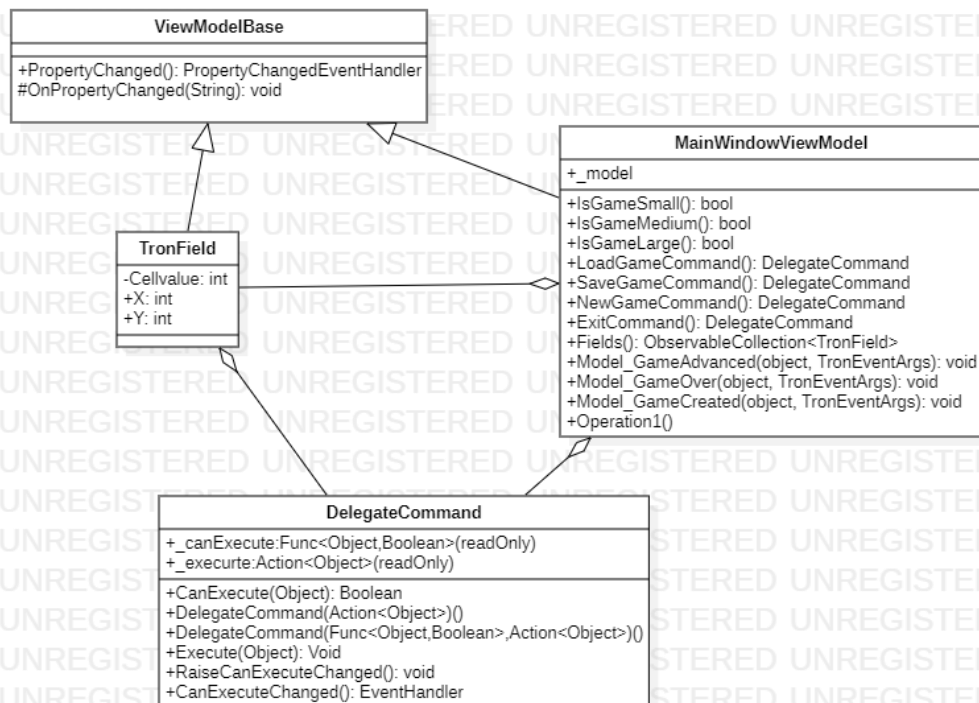 ViewModelBase
+PropertyChanged(): PropertyChangedEventHandler
#OnPropertyChanged(String): void
MainWindowViewModel
+_model
+IsGameSmall(): bool
+IsGameMedium(): bool
+IsGameLarge(): bool
+LoadGameCommand(): DelegateCommand
+SaveGameCommand(): DelegateCommand
+NewGameCommand(): DelegateCommand
+ExitCommand(): DelegateCommand
+Fields(): ObservableCollection<TronField>
+Model_GameAdvanced(object, TronEventArgs): void
+Model_GameOver(object, TronEventArgs): void
+Model_GameCreated(object, TronEventArgs): void
+Operation1()
TronField
-Cellvalue: int
+X: int
+Y: int
DelegateCommand
+_canExecute:Func<Object,Boolean>(readOnly)
+_execurte:Action<Object>(readOnly)
+CanExecute(Object): Boolean
+DelegateCommand(Action<Object>)()
+DelegateCommand(Func<Object,Boolean>,Action<Object>)()
+Execute(Object): Void
+RaiseCanExecuteChanged(): void
+CanExecuteChanged(): EventHandler
UNREGISTERED